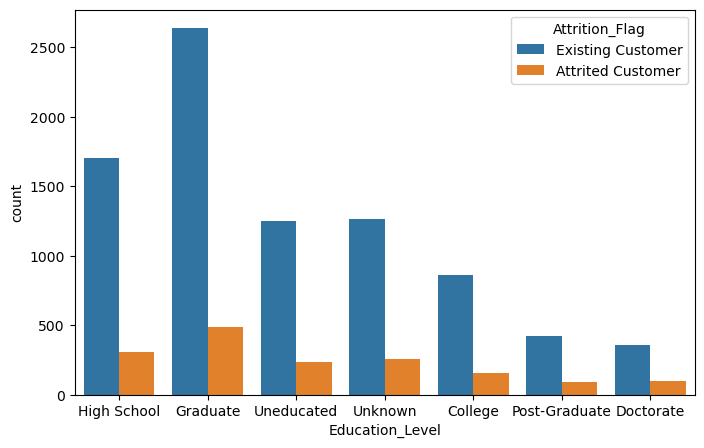 Attrition_Flag
Existing Customer
Attrited Customer
2500
2000
1500
1000
500
0
count
High School Graduate Uneducated Unknown College Post-Graduate Doctorate
Education_Level